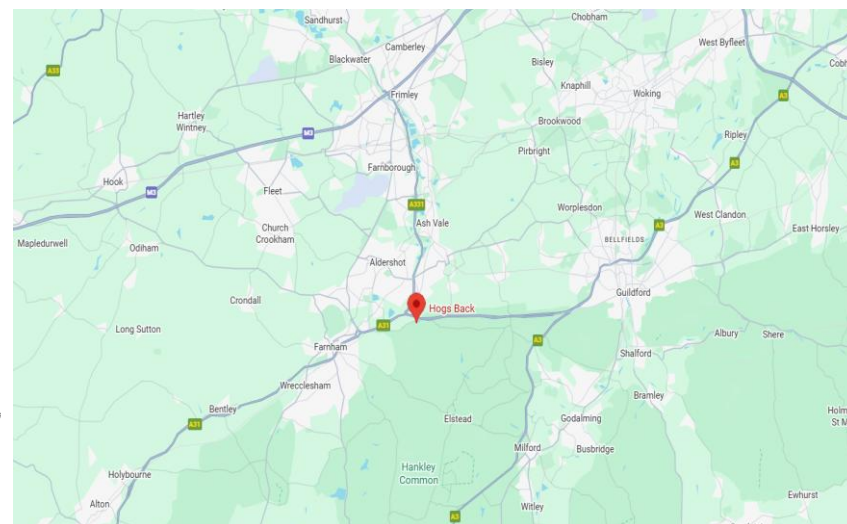 Chobham
Sandhurst
West Byfleet
Camberley
Blackwater
Bisley
Cobh
A33
Knaphill
Woking
A3
Frimley
Hartley
Wintney
M3
Brookwood
Ripley
Pirbright
A3
Farnborough
Hook
M3
Fleet
A331
Worplesdon
West Clandon
Ash Vale
A3
Church
Crookham
East Horsley
BELLFIELDS
Mapledurwell
Odiham
Aldershot
Guildford
Crondall
Hogs Back
A31
Long Sutton
Albury
Shere
A3
Farnham
Shalford
Wrecclesham
Bramley
Bentley
Holm
St M
Elstead
Godalming
A31
Milford
Busbridge
Hankley
Common
Holybourne
Ewhurst
Alton
Witley
A3